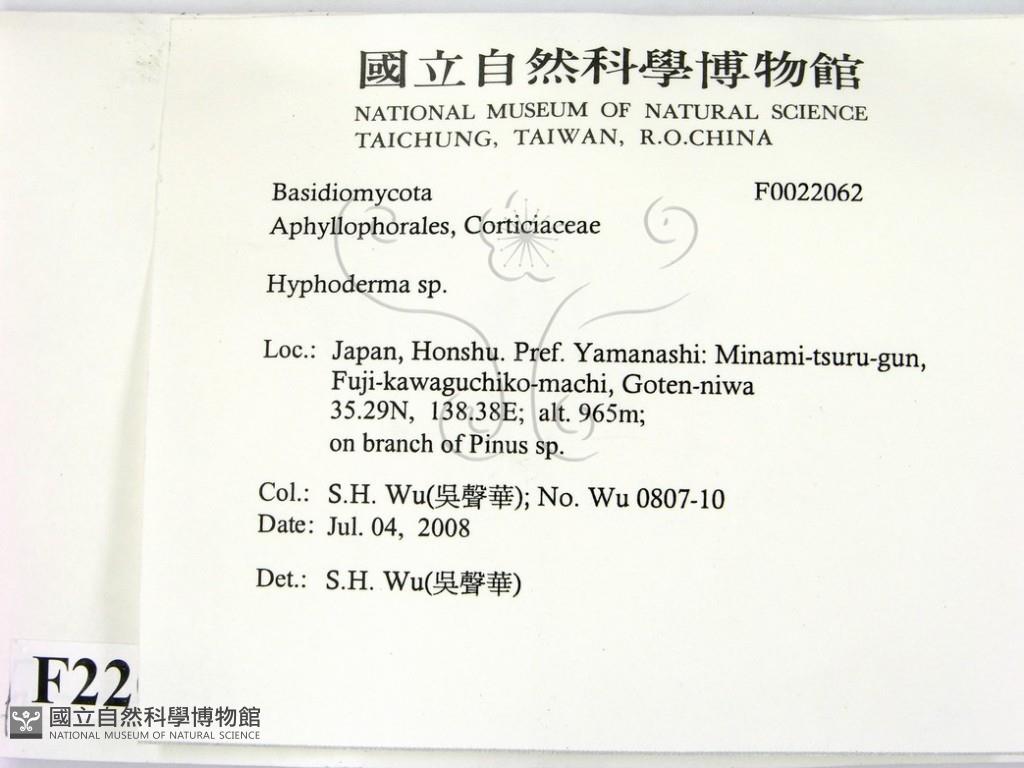 國立自然科學博物館
NATIONAL MUSEUM OF NATURAL SCIENCE
TAICHUNG, TAIWAN, R.O.CHINA
Basidiomycota F0022062
Aphyllophorales, Corticiaceae
Hyphoderma sp.
Loc.: Japan, Honshu. Pref. Yamanashi: Minami-tsuru-gun,
Fuji-kawaguchiko-machi, Goten-niwa
35.29N, 138.38E; alt. 965m;
on branch of Pinus sp.
Col.: S.H. Wu(吳聲華); No. Wu 0807-10
Date: Jul. 04, 2008
Det.: S.H. Wu(吳聲華)
F22
國立自然科學博物館
NATIONAL MUSEUM OF NATURAL SCIENCE